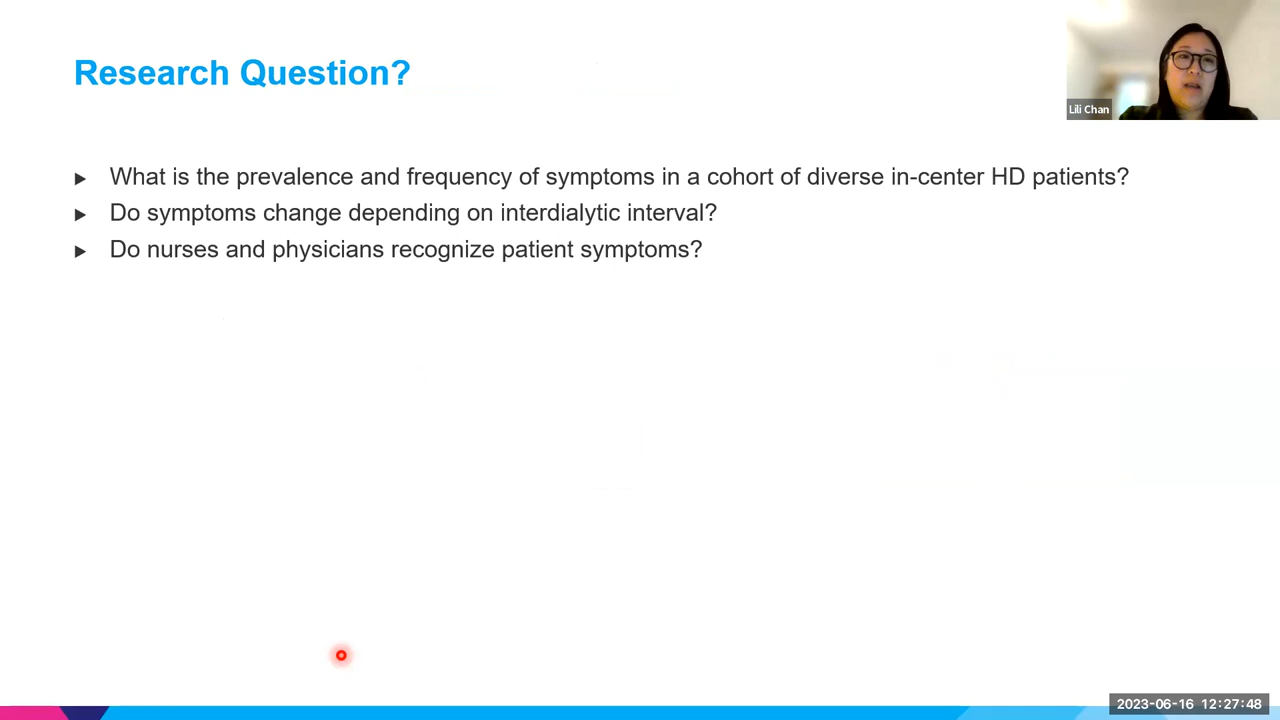 Research Question?
Lili Chan
What is the prevalence and frequency of symptoms in a cohort of diverse in-center HD patients?
Do symptoms change depending on interdialytic interval?
Do nurses and physicians recognize patient symptoms?
2023-06-16 12:27:48